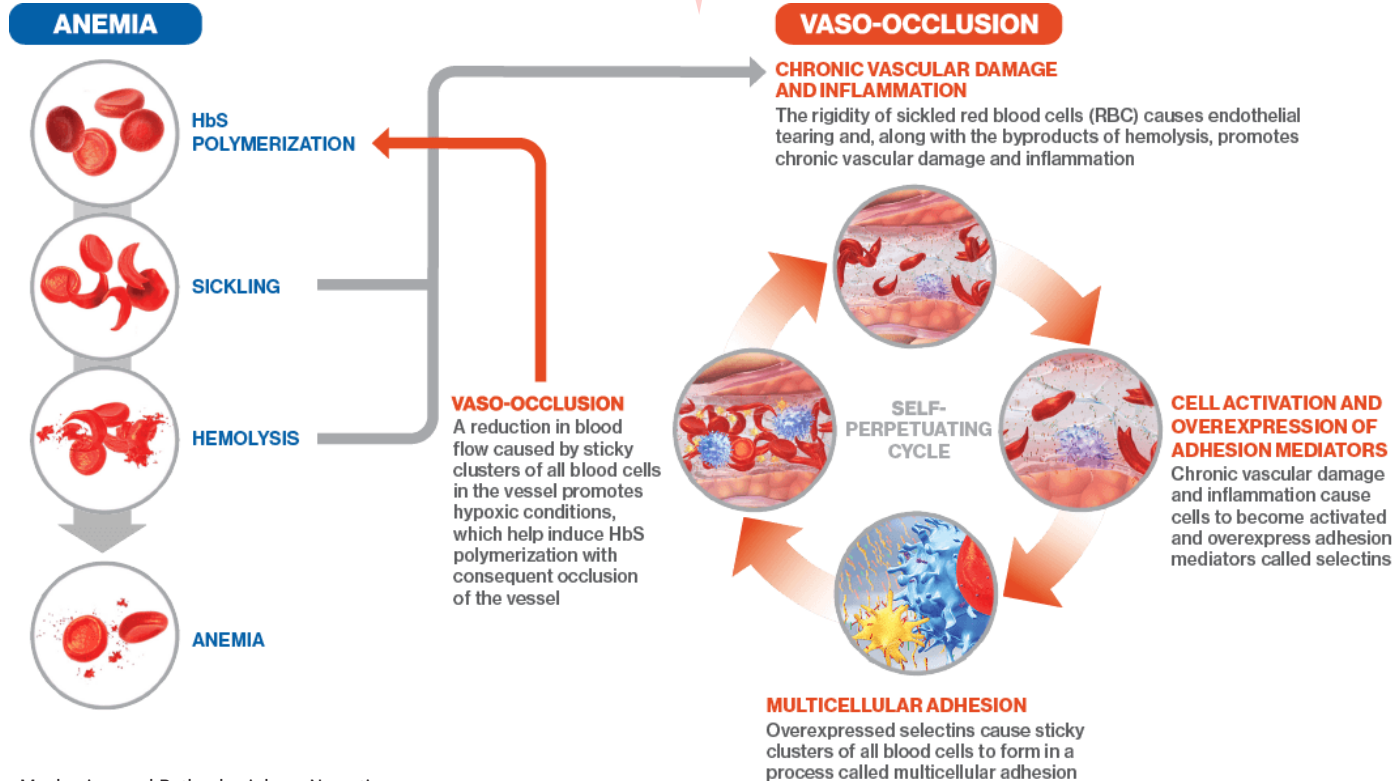 ANEMIA
HbS
POLYMERIZATION
SICKLING
HEMOLYSIS
ANEMIA
VASO-OCCLUSION
CHRONIC VASCULAR DAMAGE
AND INFLAMMATION
The rigidity of sickled red blood cells (RBC) causes endothelial
tearing and, along with the byproducts of hemolysis, promotes
chronic vascular damage and inflammation
VASO-OCCLUSION
A reduction in blood
flow caused by sticky
clusters of all blood cells
in the vessel promotes
hypoxic conditions,
which help induce HbS
polymerization with
consequent occlusion
of the vessel
SELF-
PERPETUATING
CYCLE
CELL ACTIVATION AND
OVEREXPRESSION OF
ADHESION MEDIATORS
Chronic vascular damage
and inflammation cause
cells to become activated
and overexpress adhesion
mediators called selectins
MULTICELLULAR ADHESION
Overexpressed selectins cause sticky
clusters of all blood cells to form in a
process called multicellular adhesion